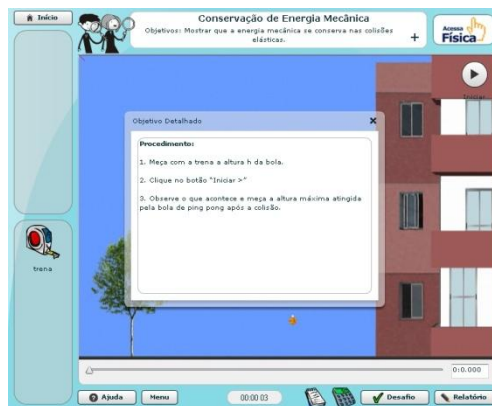 Início
Conservação de Energia Mecânica
Objetivos: Mostrar que a energia mecânica se conserva nas colisões
elásticas.
+
Acessa
Física
Iniciar
Objetivo Detalhado
Procedimento:
1. Meça com a trena a altura h da bola.
2. Clique no botão "Iniciar >"
3. Observe o que acontece e meça a altura máxima atingida
pela bola de ping pong após a colisão.
trena
0:0.000
Ajuda
Menu
00:00 03
Desafio
Relatório